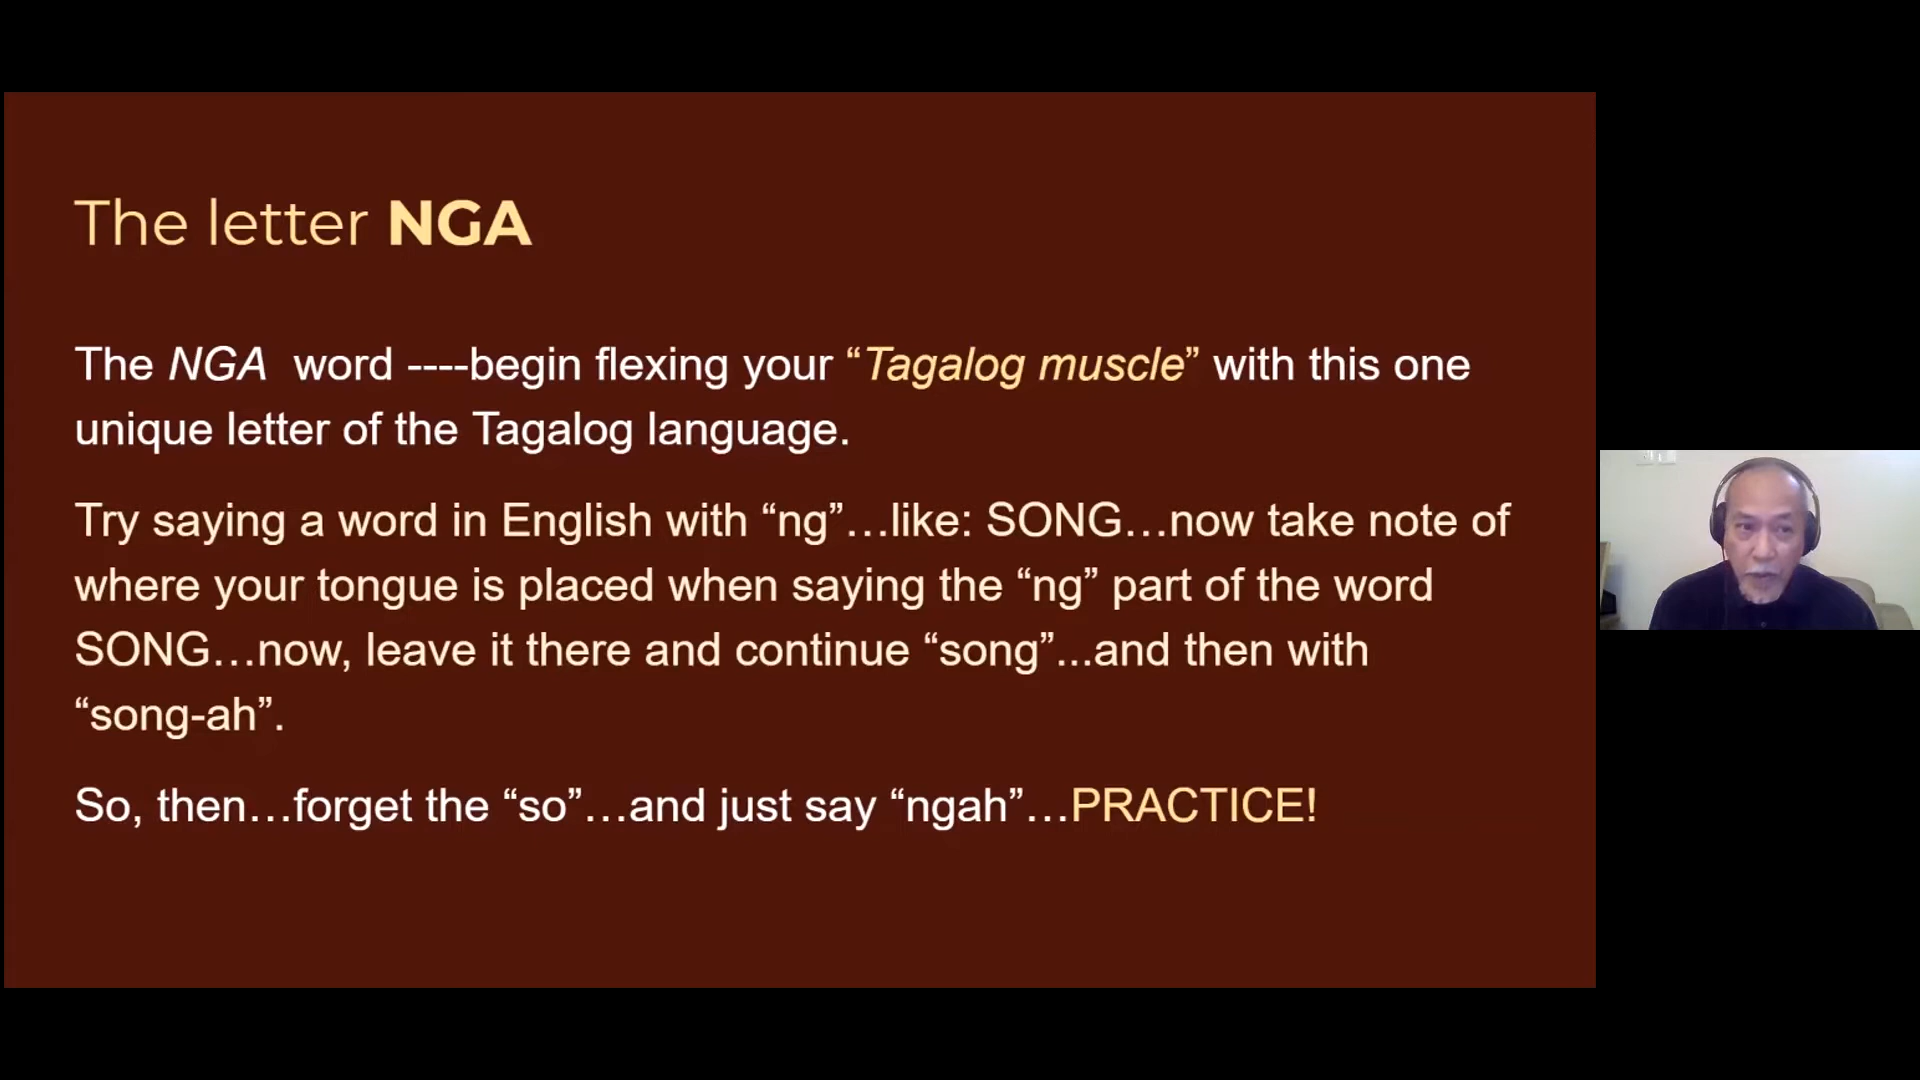 The letter NGA
The NGA  word ----begin flexing your “Tagalog muscle” with this one
unique letter of the Tagalog language.
Try saying a word in English with “ng”…like: SONG…now take note of
where your tongue is placed when saying the “ng” part of the word
SONG…now, leave it there and continue “song”...and then with
“song-ah”.
So, then…forget the “so”…and just say “ngah”…PRACTICE!